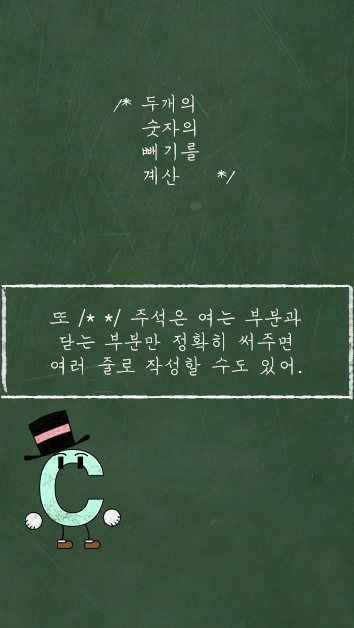 /* 두개의
숫자의
빼기를
계산 */
또 /* */ 주석은 여는 부분과
닫는 부분만 정확히 써주면
여러 줄로 작성할 수도 있어.
C